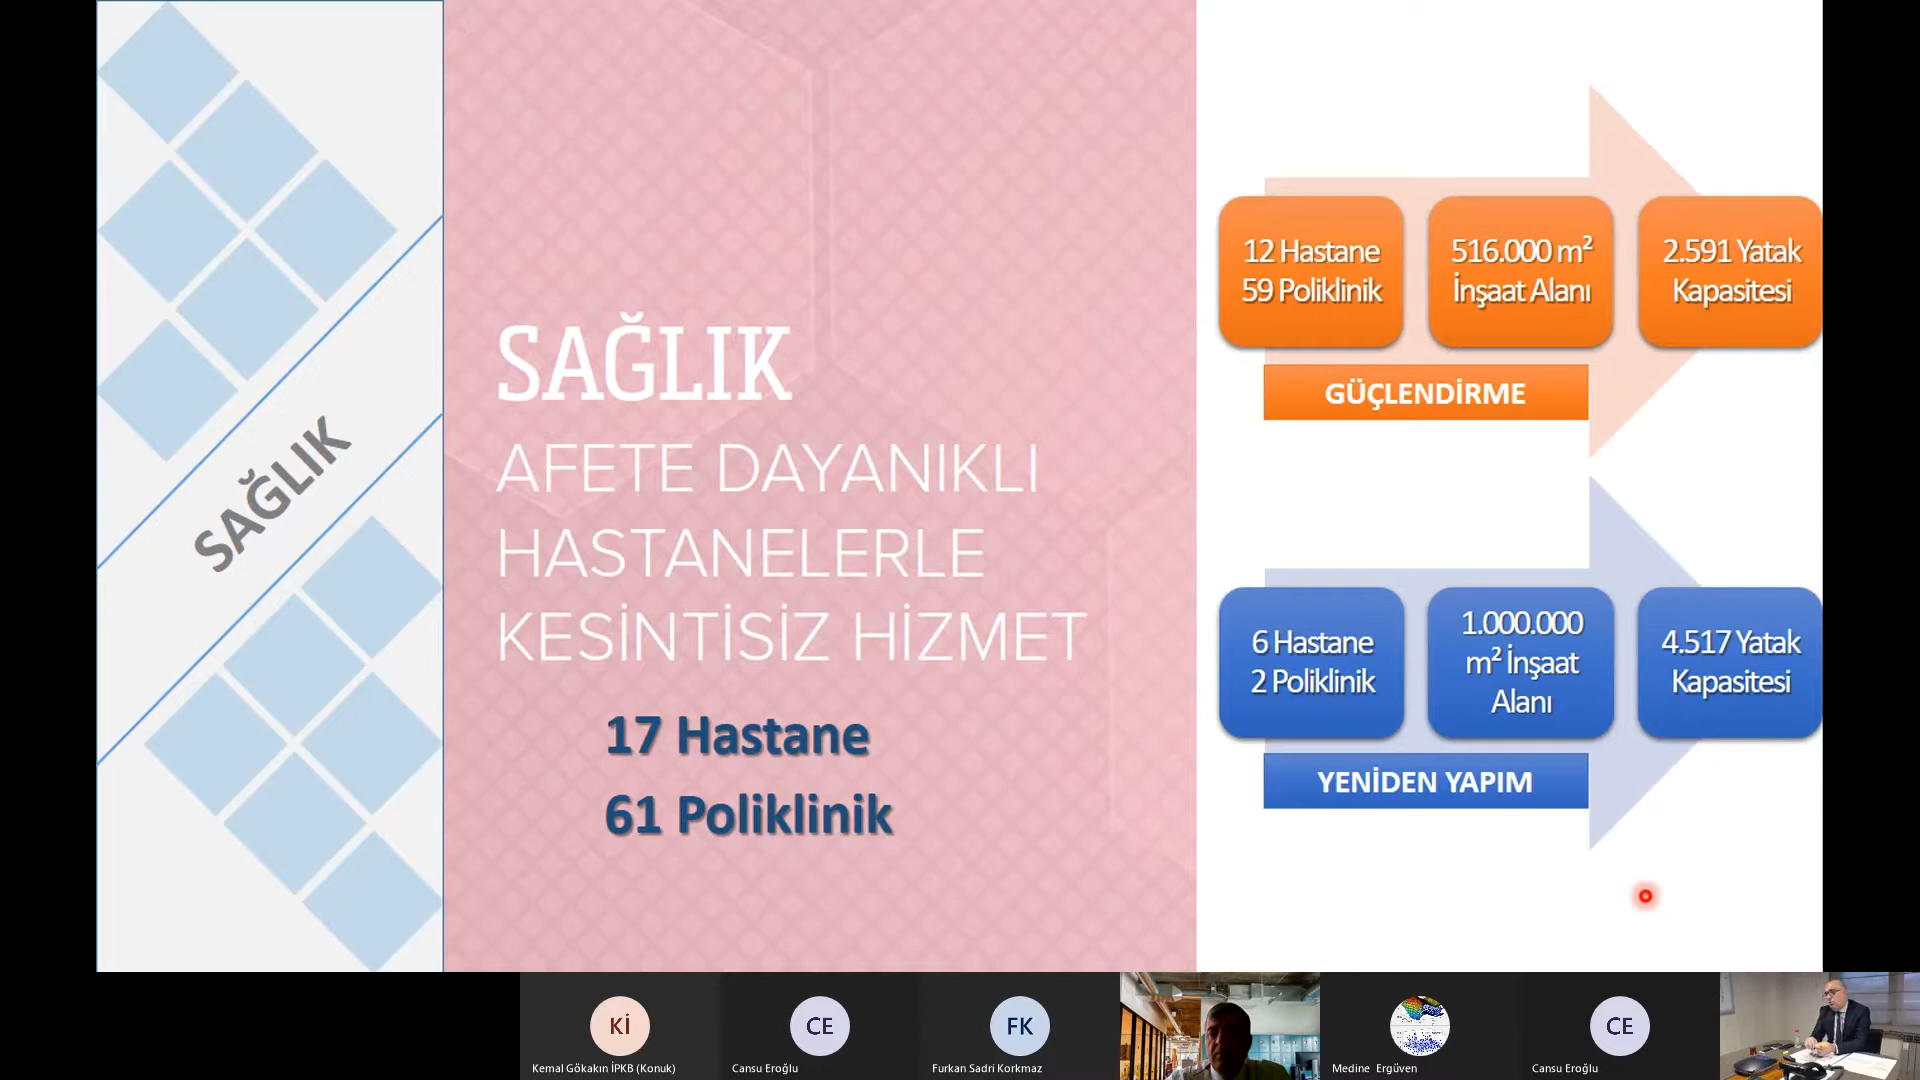 SAĞLIK
SAĞLIK
AFETE DAYANIKLI
HASTANELERLE
KESİNTİSİZ HİZMET
17 Hastane
61 Poliklinik
12 Hastane
59 Poliklinik
516.000 m²
İnşaat Alanı
2.591 Yatak
Kapasitesi
GÜÇLENDİRME
6 Hastane
2 Poliklinik
1.000.000
m² İnşaat
Alanı
4.517 Yatak
Kapasitesi
YENİDEN YAPIM
Kİ
CE
FK
CE
Kemal Gökakın İPKB (Konuk)
Cansu Eroğlu
Furkan Sadri Korkmaz
Medine Ergüven
Cansu Eroğlu